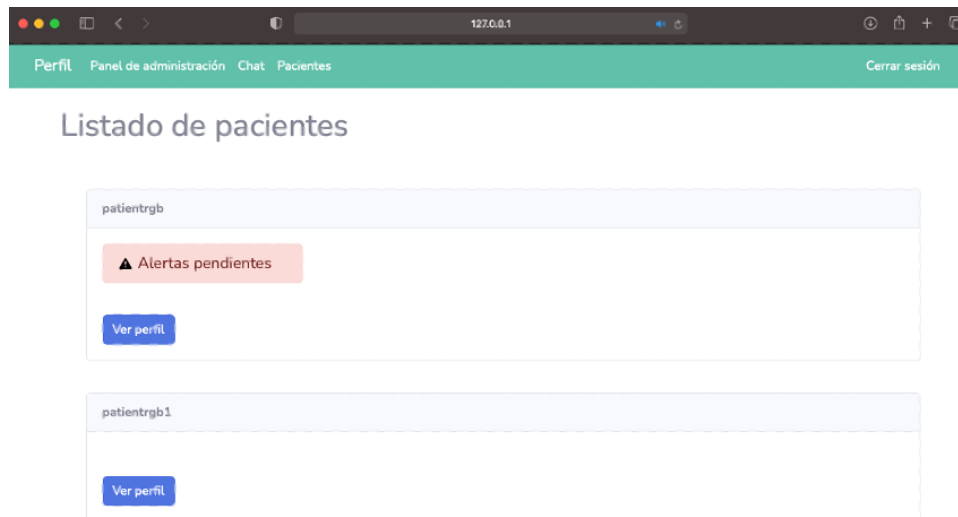 127.0.0.1
Perfil Panel de administración Chat Pacientes Cerrar sesión
Listado de pacientes
patientrgb
Alertas pendientes
Ver perfil
patientrgb1
Ver perfil